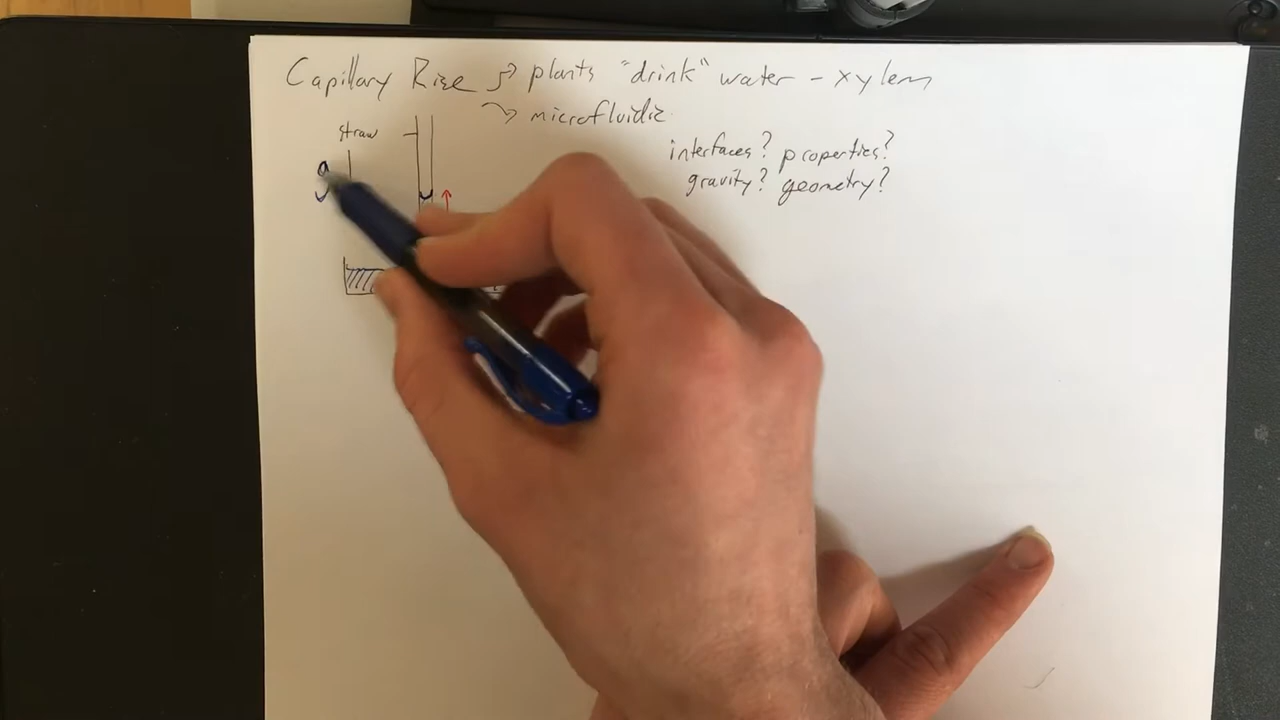 Capillary Rise → plants "drink" water - xylem
→ microfluidic
straw
interfaces? properties?
gravity? geometry?
g